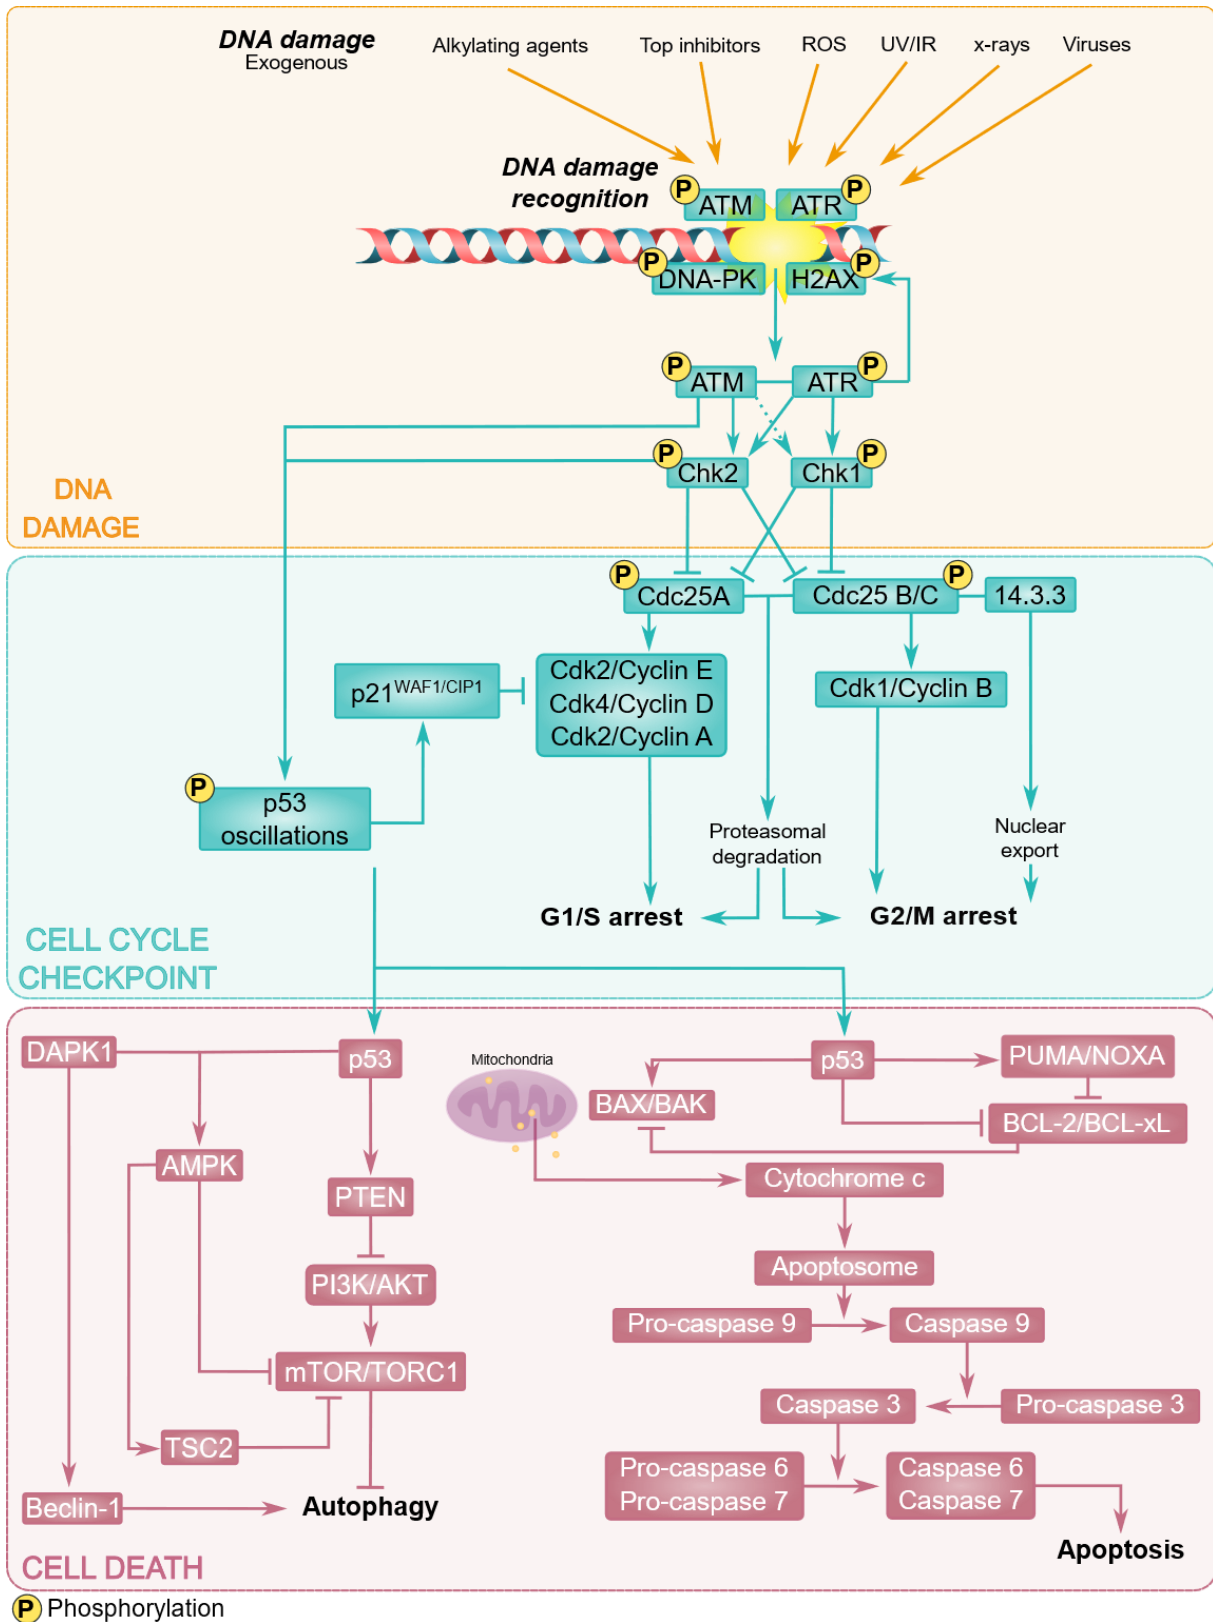 DNA damage
Exogenous
Alkylating agents
Top inhibitors
ROS
UV/IR
x-rays
Viruses
DNA damage
recognition
P
ATM
ATR
P
P
DNA-PK
H2AX
P
P
ATM
ATR
P
P
Chk2
Chk1
P
DNA
DAMAGE
P
Cdc25A
Cdc25 B/C
P
14.3.3
p21WAF1/CIP1
Cdk2/Cyclin E
Cdk4/Cyclin D
Cdk2/Cyclin A
Cdk1/Cyclin B
P
p53
oscillations
Proteasomal
degradation
Nuclear
export
G1/S arrest
G2/M arrest
CELL CYCLE
CHECKPOINT
DAPK1
p53
Mitochondria
p53
PUMA/NOXA
BAX/BAK
BCL-2/BCL-xL
AMPK
PTEN
Cytochrome c
PI3K/AKT
Apoptosome
Pro-caspase 9
Caspase 9
mTOR/TORC1
Caspase 3
Pro-caspase 3
TSC2
Pro-caspase 6
Pro-caspase 7
Caspase 6
Caspase 7
Beclin-1
Autophagy
Apoptosis
CELL DEATH
P Phosphorylation